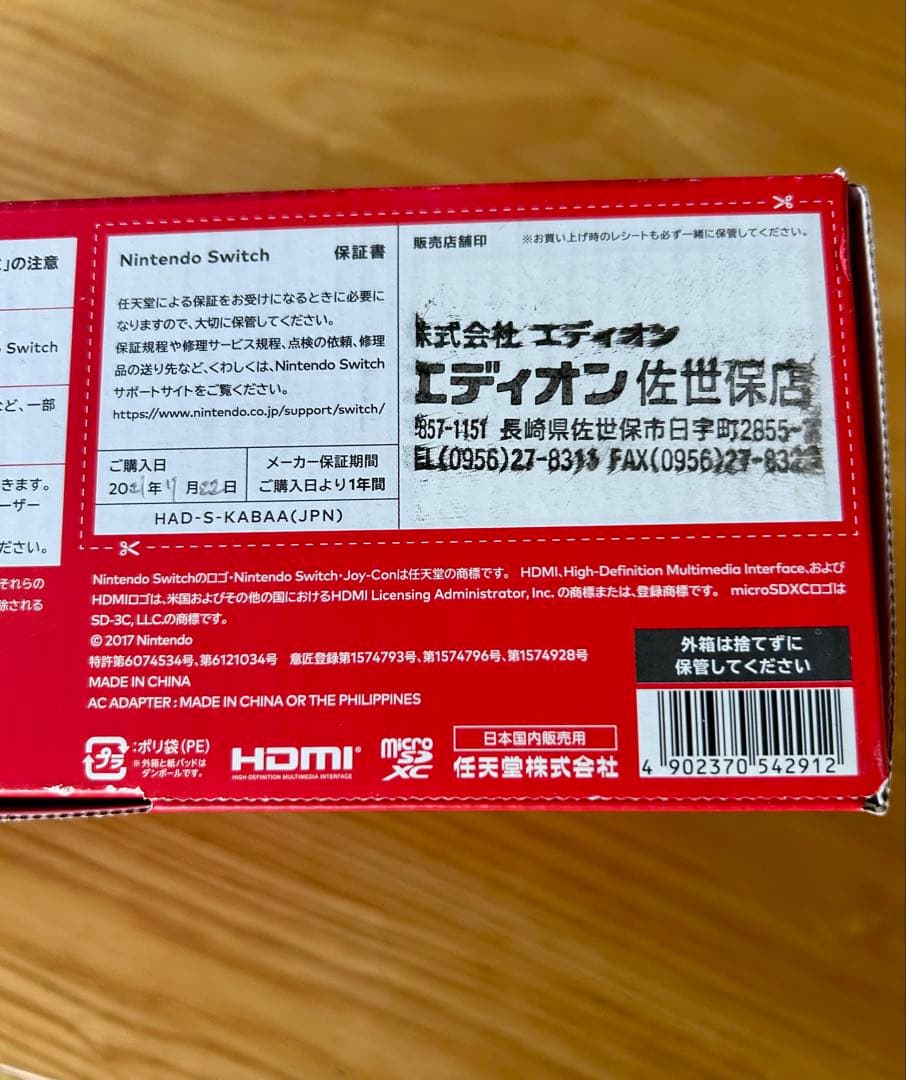 」の注意
Switch
ど、一部
きます。
ーザー
ださい。
それらの
除される
Nintendo Switch 保証書
任天堂による保証をお受けになるときに必要に
なりますので、大切に保管してください。
保証規程や修理サービス規程、点検の依頼、修理
品の送り先など、くわしくは、Nintendo Switch
サポートサイトをご覧ください。
https://www.nintendo.co.jp/support/switch/
ご購入日
2021年 月22日
メーカー保証期間
ご購入日より1年間
HAD-S-KABAA(JPN)
販売店舗印 ※お買い上げ時のレシートも必ず一緒に保管してください。
株式会社 エディオン
エディオン佐世保店
857-1151 長崎県佐世保市日宇町2855-
EL(0956)27-8311 FAX(0956)27-832
Nintendo Switchのロゴ・Nintendo Switch・Joy-Conは任天堂の商標です。 HDMI、High-Definition Multimedia Interface、および
HDMIロゴは、米国およびその他の国におけるHDMI Licensing Administrator, Inc. の商標または、登録商標です。 microSDXCロゴは
SD-3C, LLC.の商標です。
© 2017 Nintendo
特許第6074534号、第6121034号 意匠登録第1574793号、第1574796号、第1574928号
MADE IN CHINA
AC ADAPTER : MADE IN CHINA OR THE PHILIPPINES
外箱は捨てずに
保管してください
プラ
:ポリ袋(PE)
※外箱と紙パッドは
ダンボールです。
HDMI®
HIGH-DEFINITION MULTIMEDIA INTERFACE
micro SD XC
日本国内販売用
任天堂株式会社
4 902370 542912